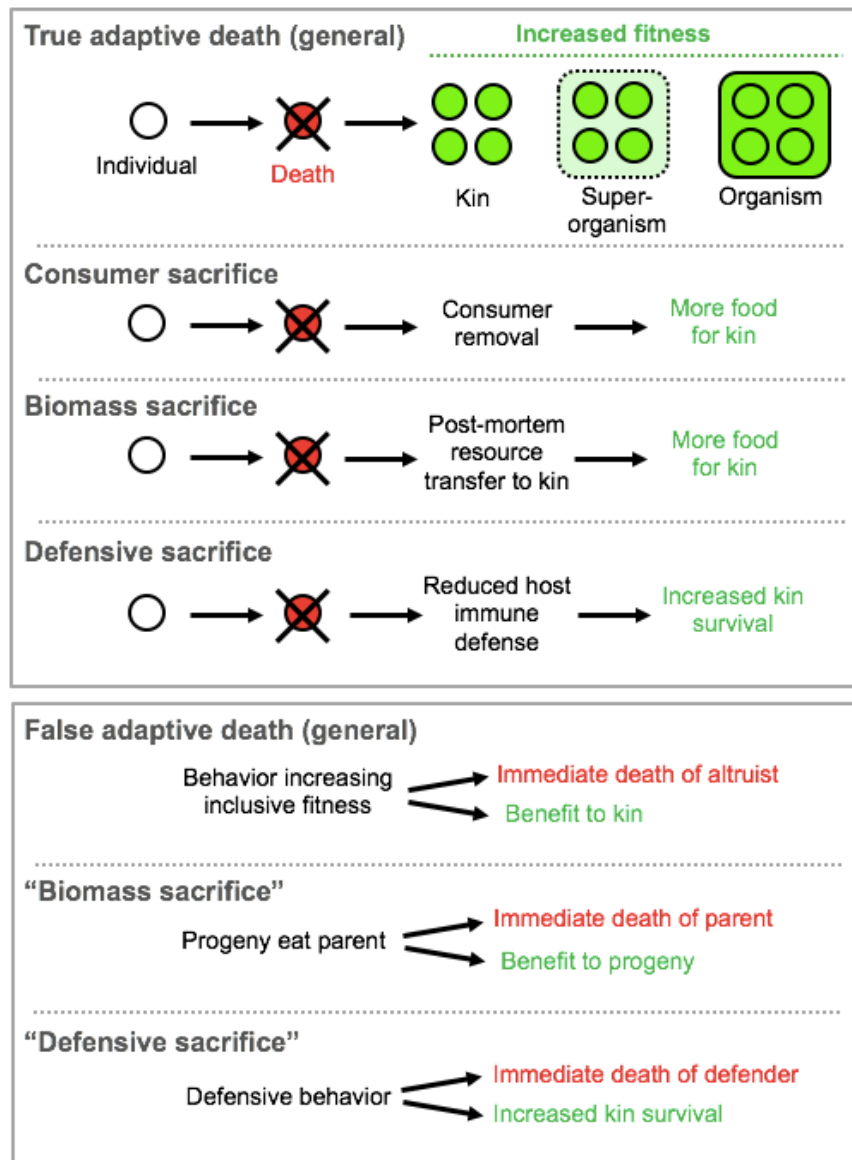 True adaptive death (general)
Increased fitness
Individual
Death
Kin
Super-
organism
Organism
Consumer sacrifice
Consumer
removal
More food
for kin
Biomass sacrifice
Post-mortem
resource
transfer to kin
More food
for kin
Defensive sacrifice
Reduced host
immune
defense
Increased kin
survival
False adaptive death (general)
Behavior increasing
inclusive fitness
Immediate death of altruist
Benefit to kin
“Biomass sacrifice”
Progeny eat parent
Immediate death of parent
Benefit to progeny
“Defensive sacrifice”
Defensive behavior
Immediate death of defender
Increased kin survival